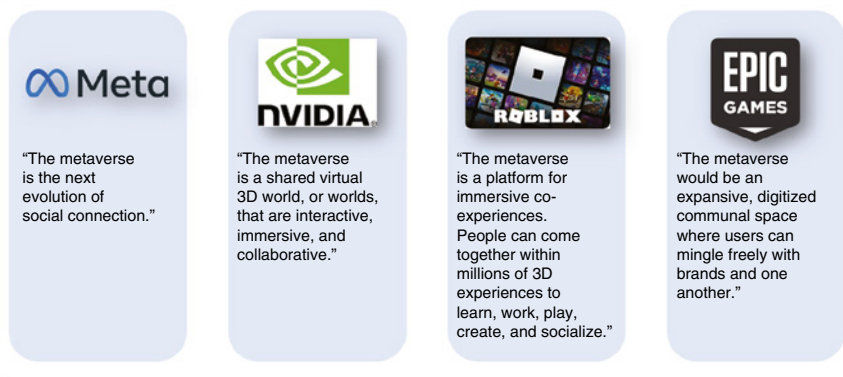 Meta
“The metaverse
is the next
evolution of
social connection.”
NVIDIA
“The metaverse
is a shared virtual
3D world, or worlds,
that are interactive,
immersive, and
collaborative.”
ROBLOX
“The metaverse
is a platform for
immersive co-
experiences.
People can come
together within
millions of 3D
experiences to
learn, work, play,
create, and socialize.”
EPIC
GAMES
“The metaverse
would be an
expansive, digitized
communal space
where users can
mingle freely with
brands and one
another.”